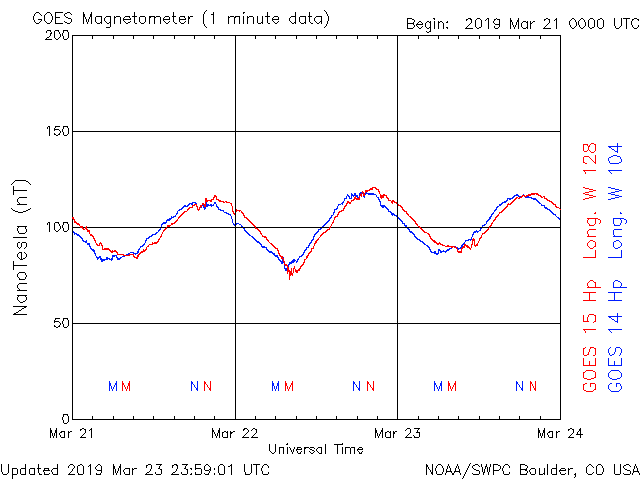 GOES Magnetometer (1 minute data)
Begin: 2019 Mar 21 0000 UTC
200
150
100
50
0
NanoTesla (nT)
M M N N M M N N M M N N
Mar 21 Mar 22 Mar 23 Mar 24
Universal Time
GOES 15 Hp Long. W 128
GOES 14 Hp Long. W 104
Updated 2019 Mar 23 23:59:01 UTC
NOAA/SWPC Boulder, CO USA